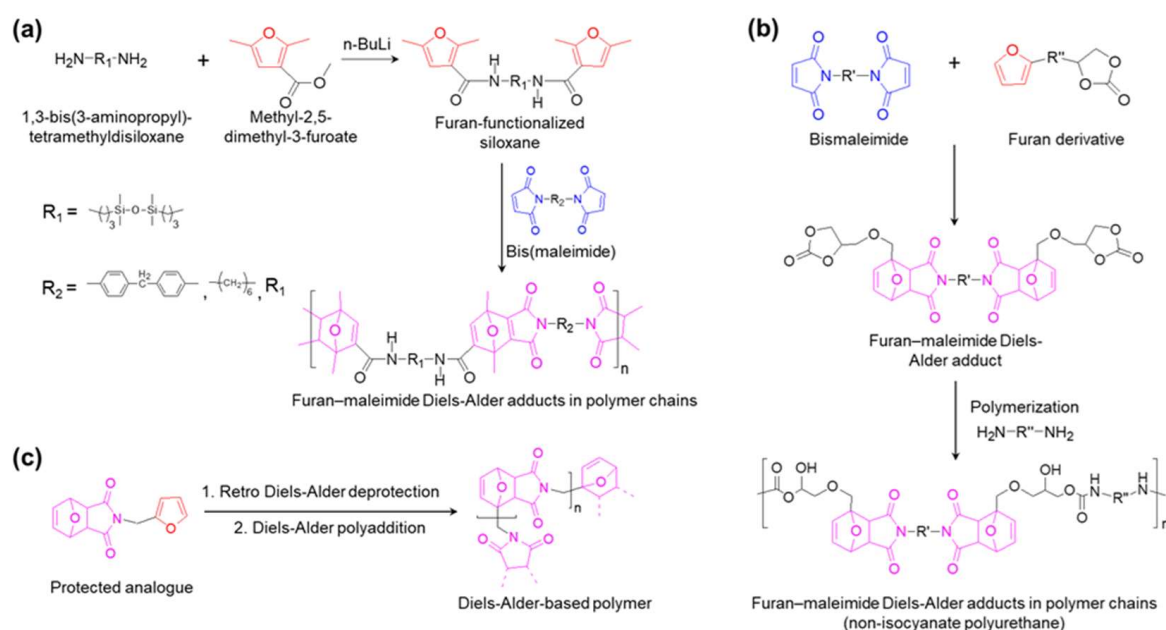 (a)
H₂N-R₁-NH₂
+
n-BuLi
1,3-bis(3-aminopropyl)-
tetramethyldisiloxane
Methyl-2,5-
dimethyl-3-furoate
Furan-functionalized
siloxane
Bis(maleimide)
R₁ =
R₂ =
, R₁
Furan–maleimide Diels-Alder adducts in polymer chains
(b)
+
Bismaleimide
Furan derivative
Furan–maleimide Diels-
Alder adduct
Polymerization
H₂N-R''-NH₂
Furan–maleimide Diels-Alder adducts in polymer chains
(non-isocyanate polyurethane)
(c)
1. Retro Diels-Alder deprotection
2. Diels-Alder polyaddition
Protected analogue
Diels-Alder-based polymer